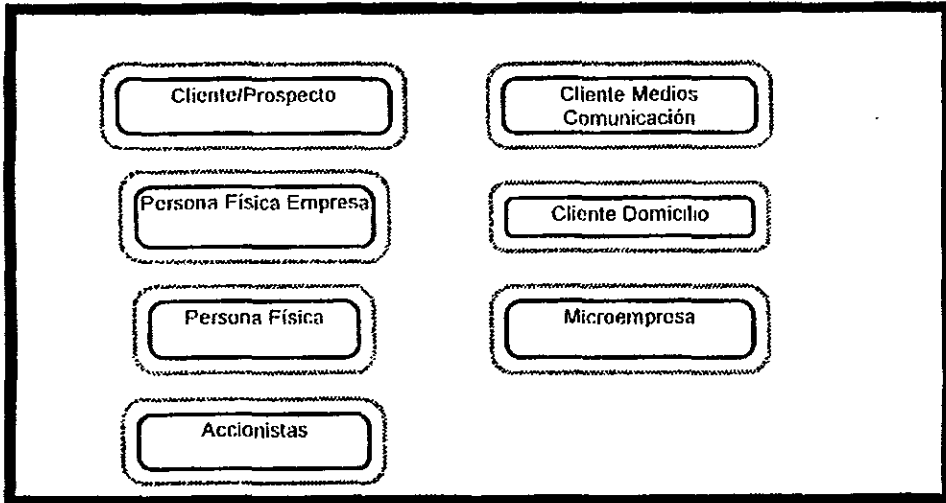 Cliente/Prospecto
Persona Física Empresa
Persona Física
Accionistas
Cliente Medios
Comunicación
Cliente Domicilio
Microempresa